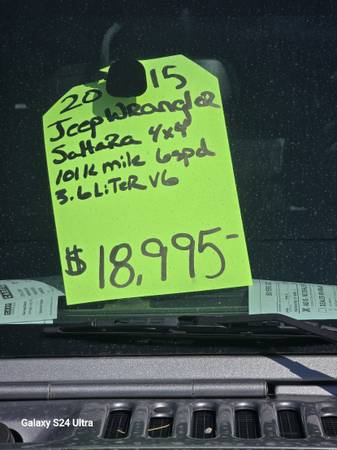 2015
Jeep Wrangler
Sahara 4x4
101k mile 6spd
3.6 LiTeR V6
$18,995-
Galaxy S24 Ultra